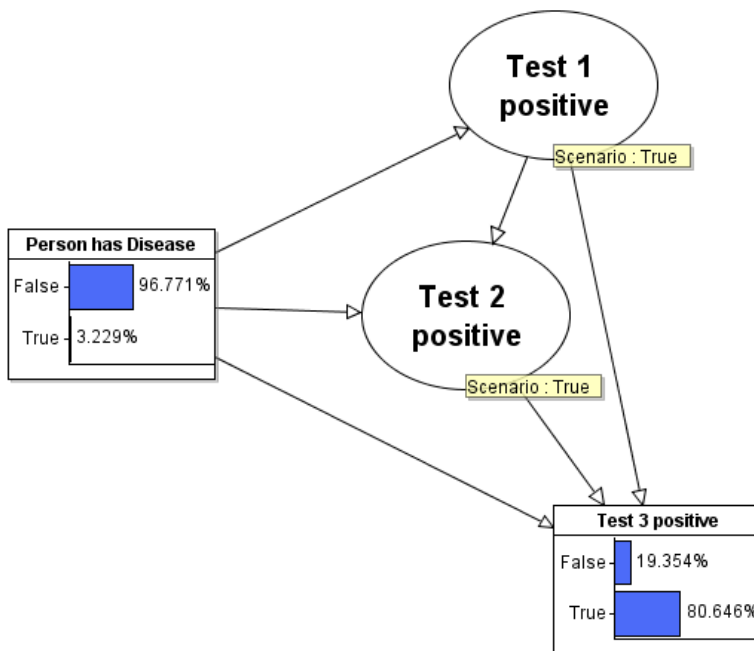 Test 1
positive
Scenario : True
Person has Disease
False
96.771%
True
3.229%
Test 2
positive
Scenario : True
Test 3 positive
False
19.354%
True
80.646%